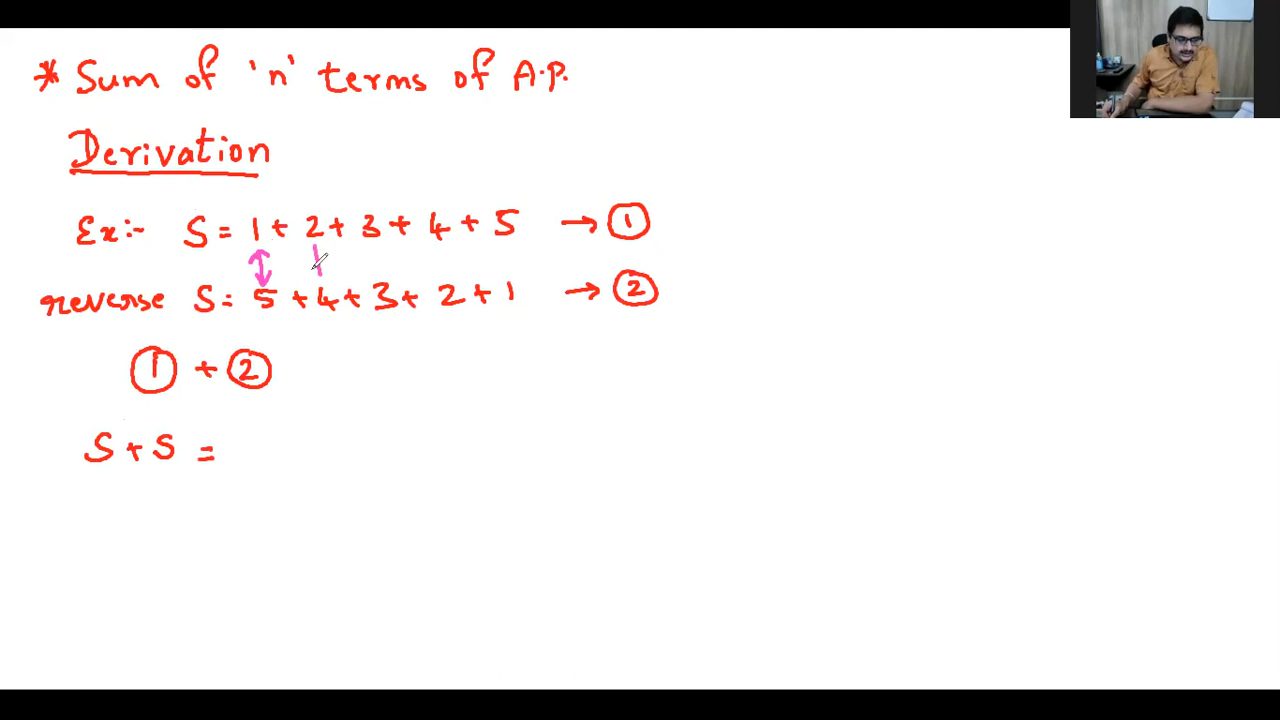 * Sum of 'n' terms of A.P.
Derivation
Ex:- S = 1 + 2 + 3 + 4 + 5 → ①
reverse S = 5 + 4 + 3 + 2 + 1 → ②
① + ②
S + S =